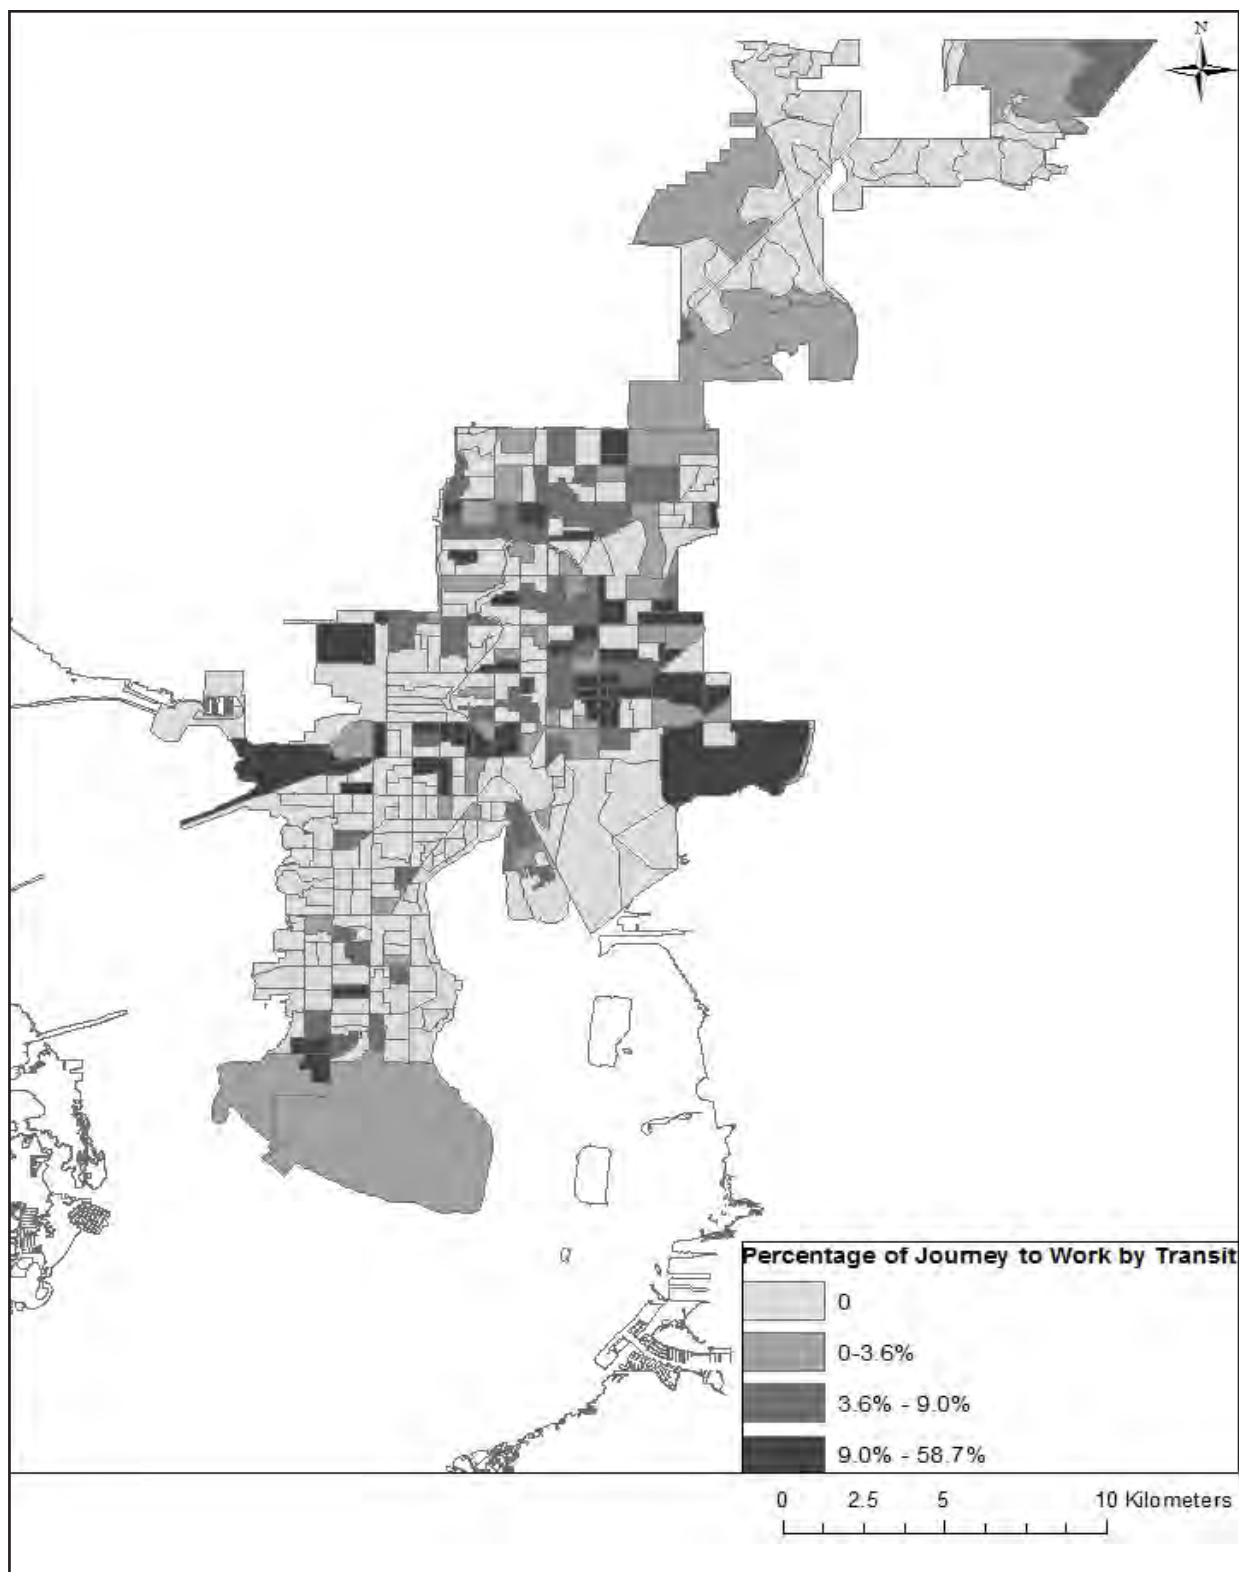 N
Percentage of Journey to Work by Transit
0
0-3.6%
3.6% - 9.0%
9.0% - 58.7%
0 2.5 5 10 Kilometers